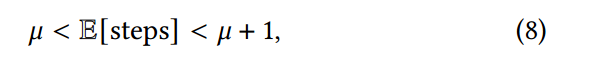 μ < 𝔼[steps] < μ + 1, (8)